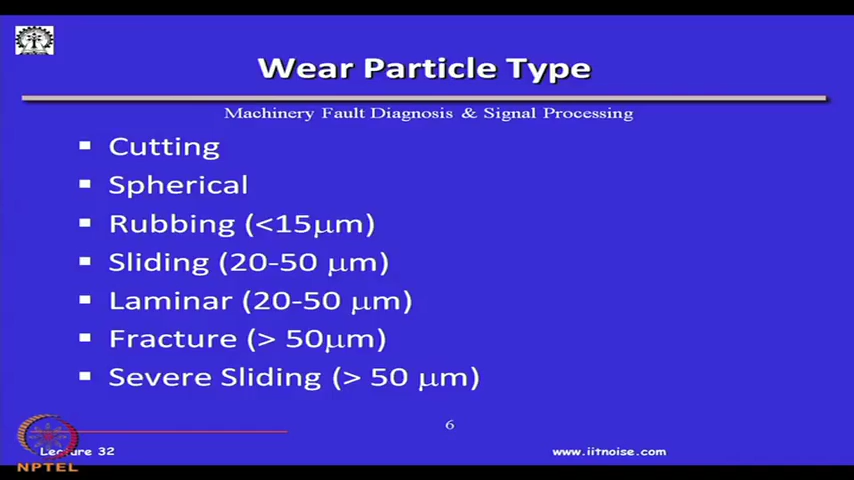 Wear Particle Type
Machinery Fault Diagnosis & Signal Processing
Cutting
Spherical
Rubbing (<15μm)
Sliding (20-50 μm)
Laminar (20-50 μm)
Fracture (> 50μm)
Severe Sliding (> 50 μm)
6
Lecture 32
www.iitnoise.com
NPTEL